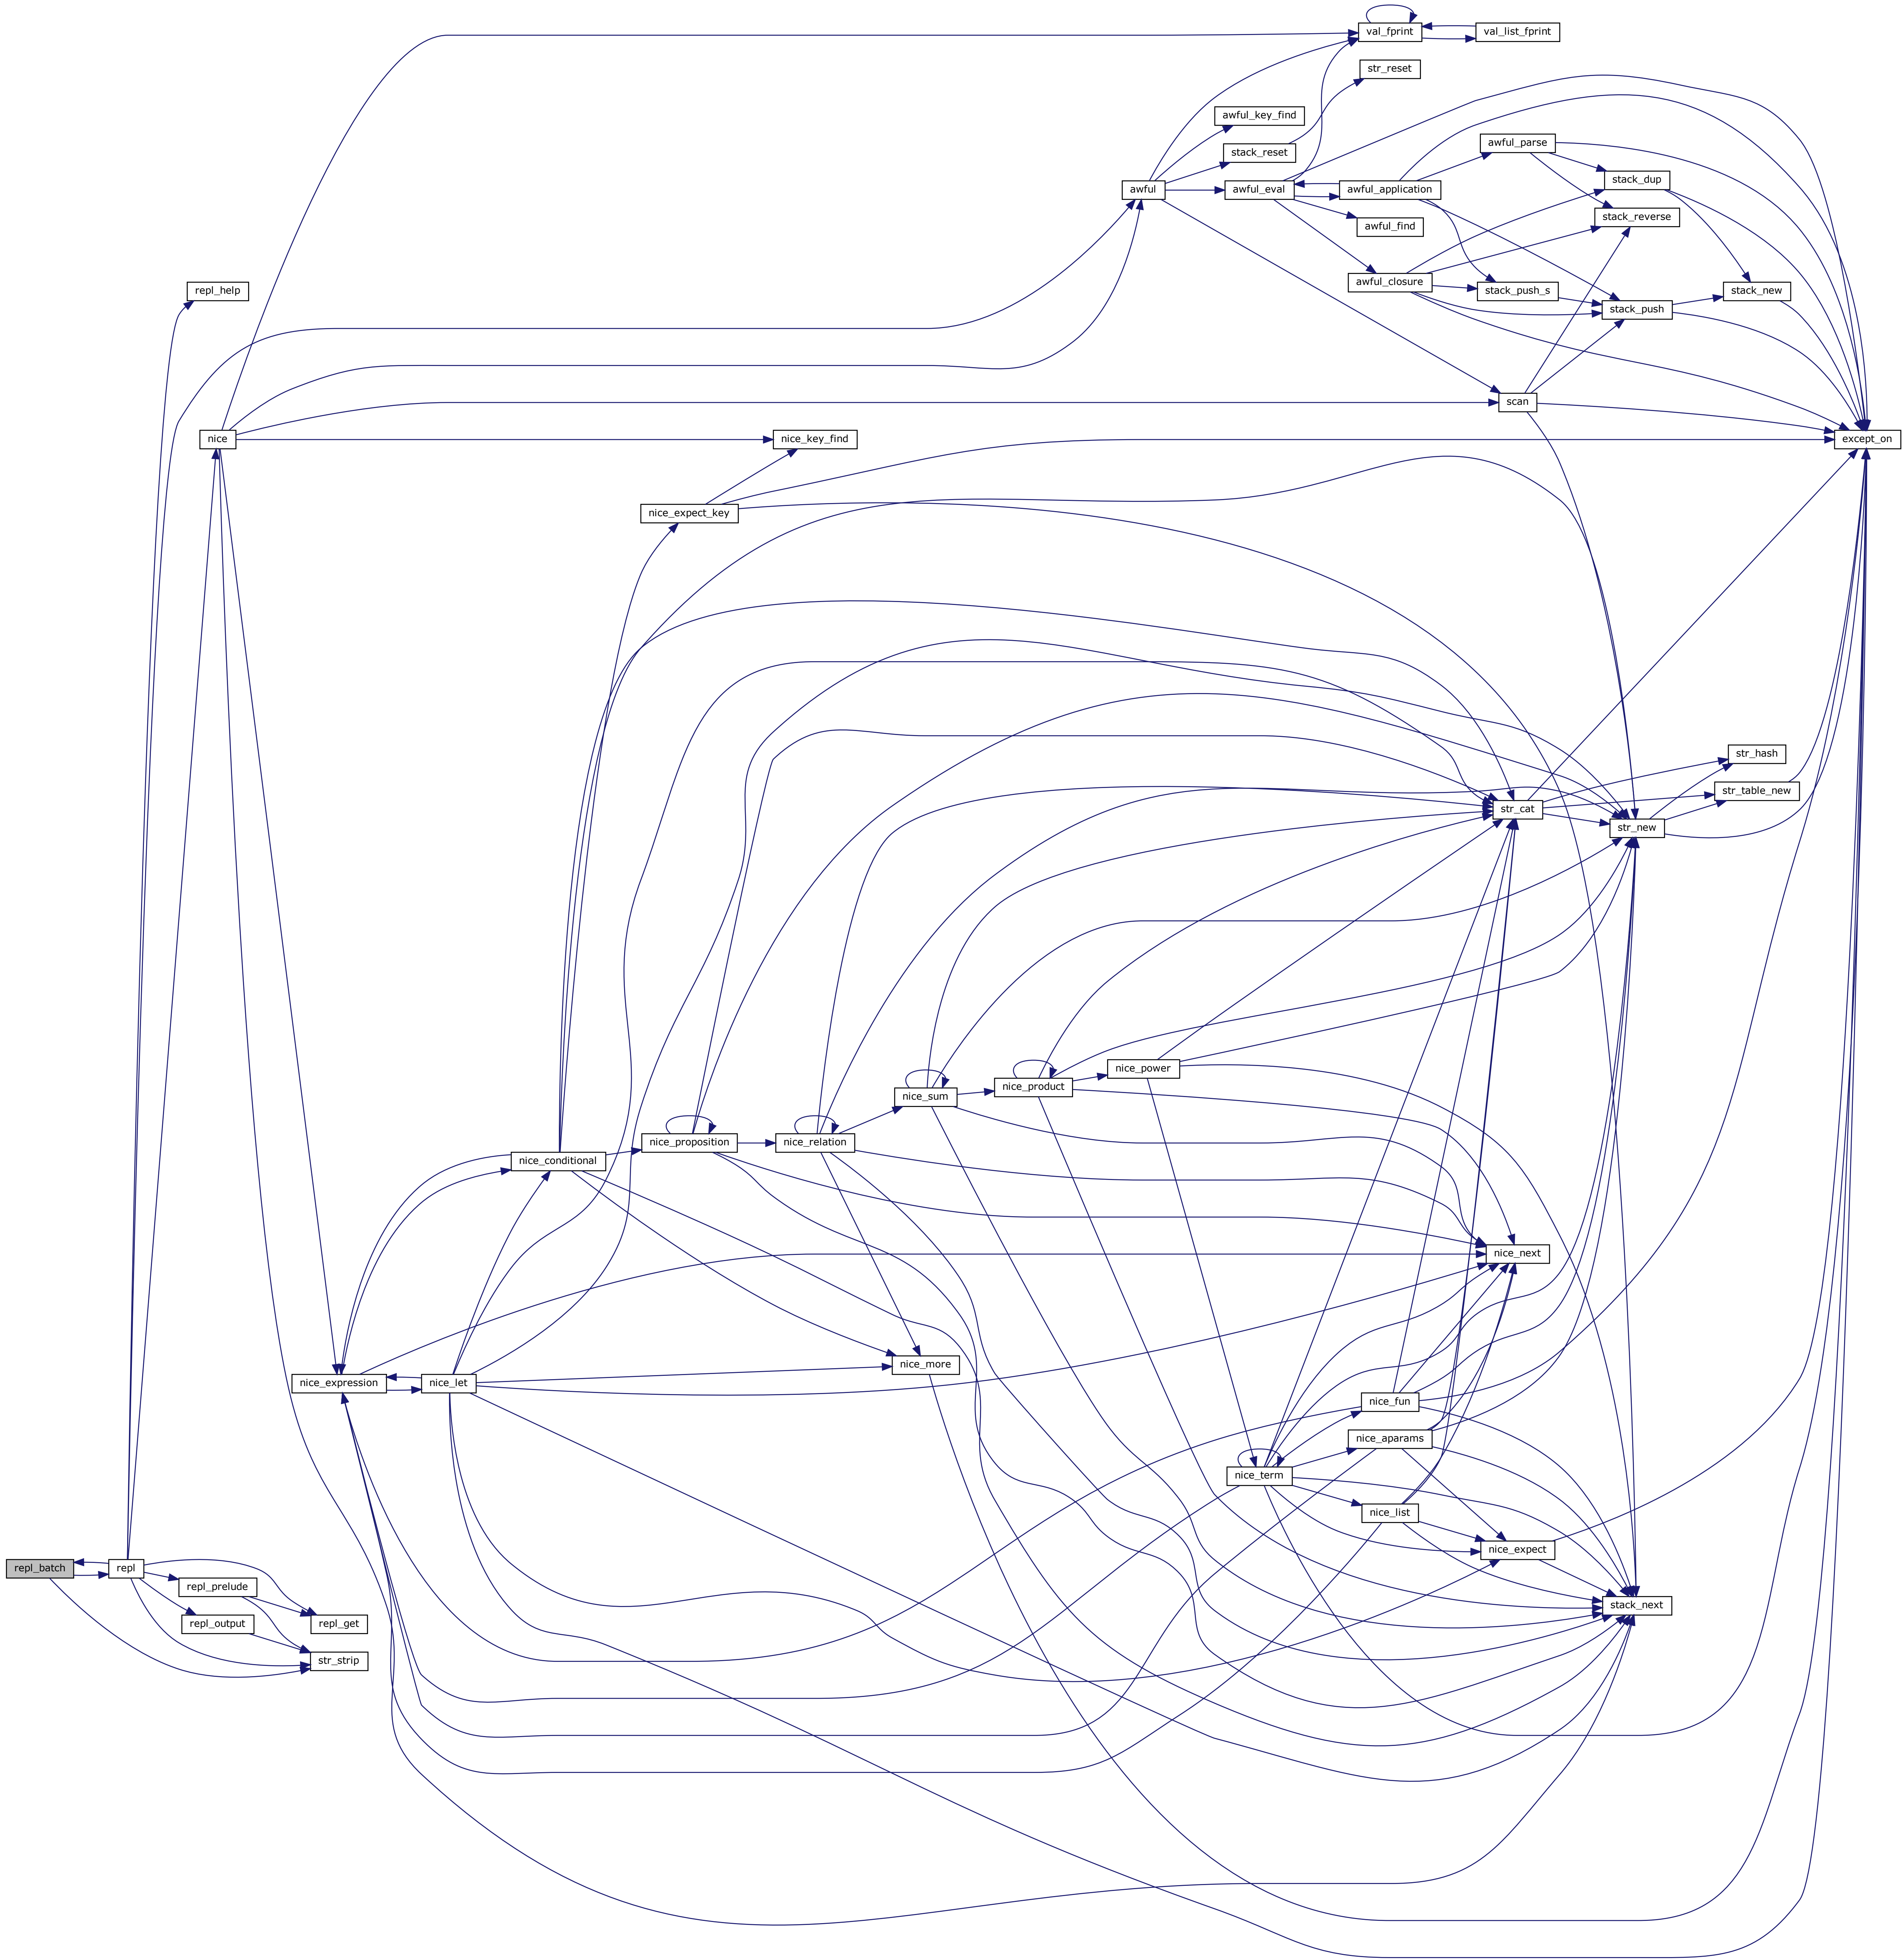 val_fprint
val_list_fprint
str_reset
awful_key_find
stack_reset
awful
awful_eval
awful_application
awful_find
awful_parse
stack_dup
stack_reverse
awful_closure
stack_push_s
stack_push
stack_new
repl_help
scan
nice
nice_key_find
except_on
nice_expect_key
str_hash
str_table_new
str_cat
str_new
nice_power
nice_product
nice_sum
nice_relation
nice_proposition
nice_conditional
nice_next
nice_more
nice_expression
nice_let
nice_fun
nice_aparams
nice_term
nice_list
nice_expect
stack_next
repl_batch
repl
repl_prelude
repl_output
repl_get
str_strip